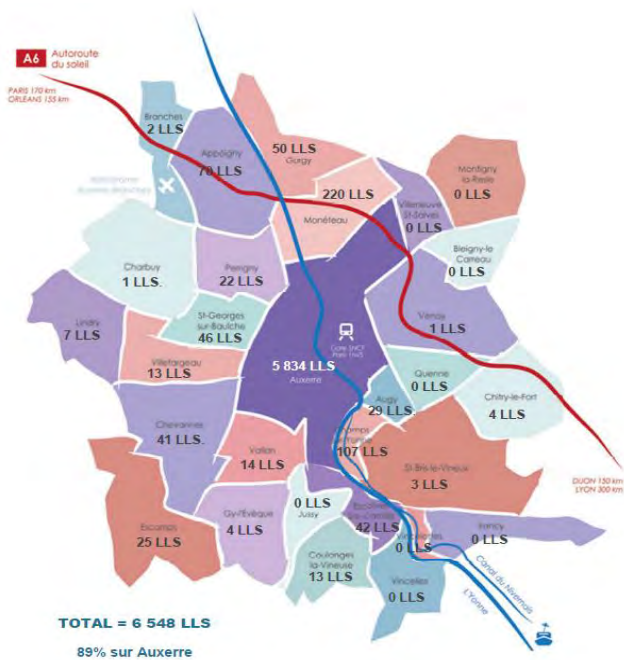 A6
Autoroute
du soleil
PARIS 170 km
ORLÉANS 155 km
Branches
2 LLS
Appoigny
70 LLS
50 LLS
Gurgy
Montigny
la-Resle
0 LLS
220 LLS
Monéteau
Villeneuve
St-Salves
0 LLS
Bleigny-le
Carreau
0 LLS
Charbuy
1 LLS.
Perrigny
22 LLS
Lindry
7 LLS
St-Georges
sur-Baulche
46 LLS
Venoy
1 LLS
Gare SNCF
Villefargeau
13 LLS
5 834 LLS
Auxerre
Quenne
0 LLS
Augy
29 LLS.
Chitry-le-Fort
4 LLS
Chevannes
41 LLS.
107 LLS
Vallan
14 LLS
St-Bris-le-Vineux
3 LLS
DIJON 150 km
LYON 300 km
Escamps
25 LLS
Gy-l'Évêque
4 LLS
0 LLS
Jussy
42 LLS
Vincelottes
0 LLS
Irancy
0 LLS
Coulanges
la-Vineuse
13 LLS
Vincelles
0 LLS
Canal du Nivernais
L'Yonne
TOTAL = 6 548 LLS
89% sur Auxerre